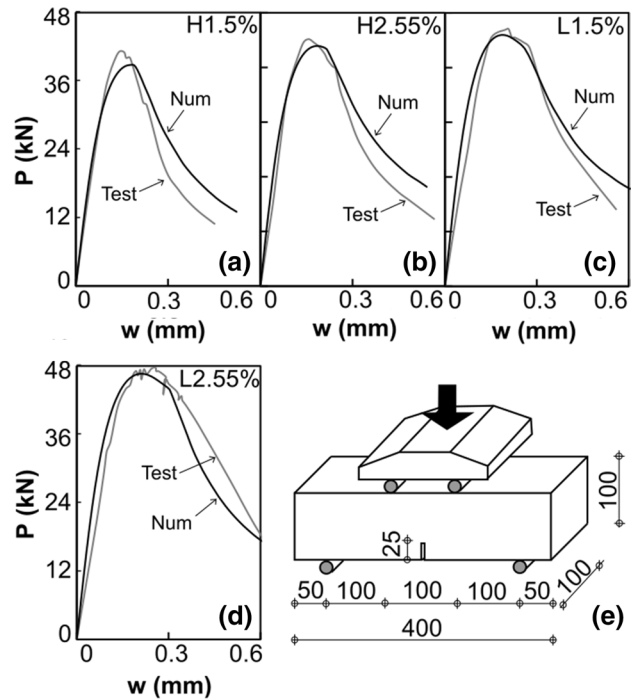 48
36
24
12
0
P (kN)
H1.5%
Num
Test
(a)
0
0.3
0.6
w (mm)
H2.55%
Num
Test
(b)
0
0.3
0.6
w (mm)
L1.5%
Num
Test
(c)
0
0.3
0.6
w (mm)
48
36
24
12
0
P (kN)
L2.55%
Test
Num
(d)
0
0.3
0.6
w (mm)
100
25
50 100 100 100 50
100
400
(e)